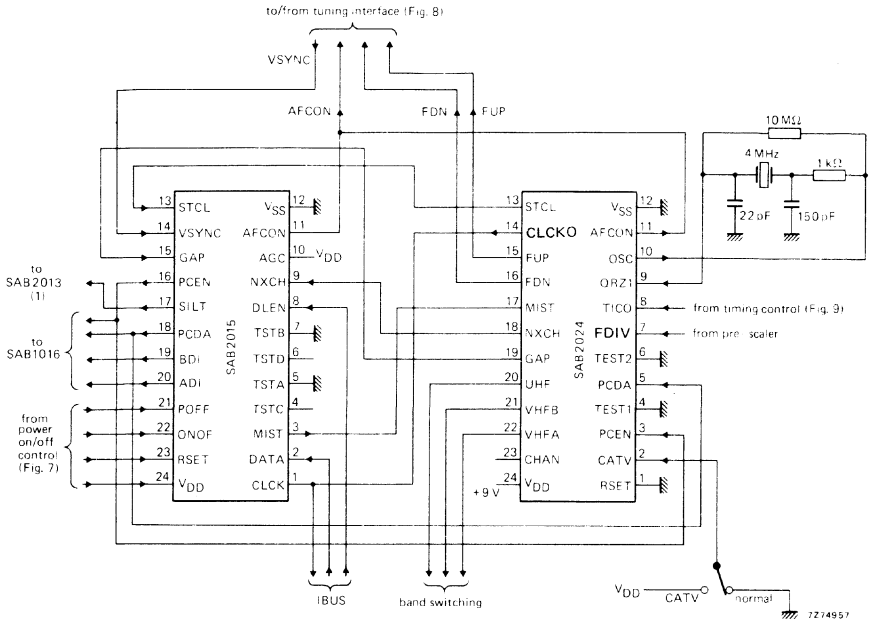 to/from tuning interface (Fig. 8)
VSYNC
AFCON
FDN
FUP
10 MΩ
4 MHz
1 kΩ
22 pF
150 pF
13 STCL
14 VSYNC
15 GAP
16 PCEN
17 SILT
18 PCDA
19 BDI
20 ADI
21 POFF
22 ONOF
23 RSET
24 VDD
SAB2015
VSS 12
AFCON 11
AGC 10 VDD
NXCH 9
DLEN 8
TSTB 7
TSTD 6
TSTA 5
TSTC 4
MIST 3
DATA 2
CLCK 1
to
SAB2013
(1)
to
SAB1016
from
power
on/off
control
(Fig. 7)
13 STCL
14 CLCKO
15 FUP
16 FDN
17 MIST
18 NXCH
19 GAP
20 UHF
21 VHFB
22 VHFA
23 CHAN
24 VDD
+9 V
SAB2024
VSS 12
AFCON 11
OSC 10
QRZ1 9
TICO 8
FDIV 7
TEST2 6
PCDA 5
TEST1 4
PCEN 3
CATV 2
RSET 1
from timing control (Fig. 9)
from pre scaler
IBUS
band switching
VDD
CATV
normal
7Z74957